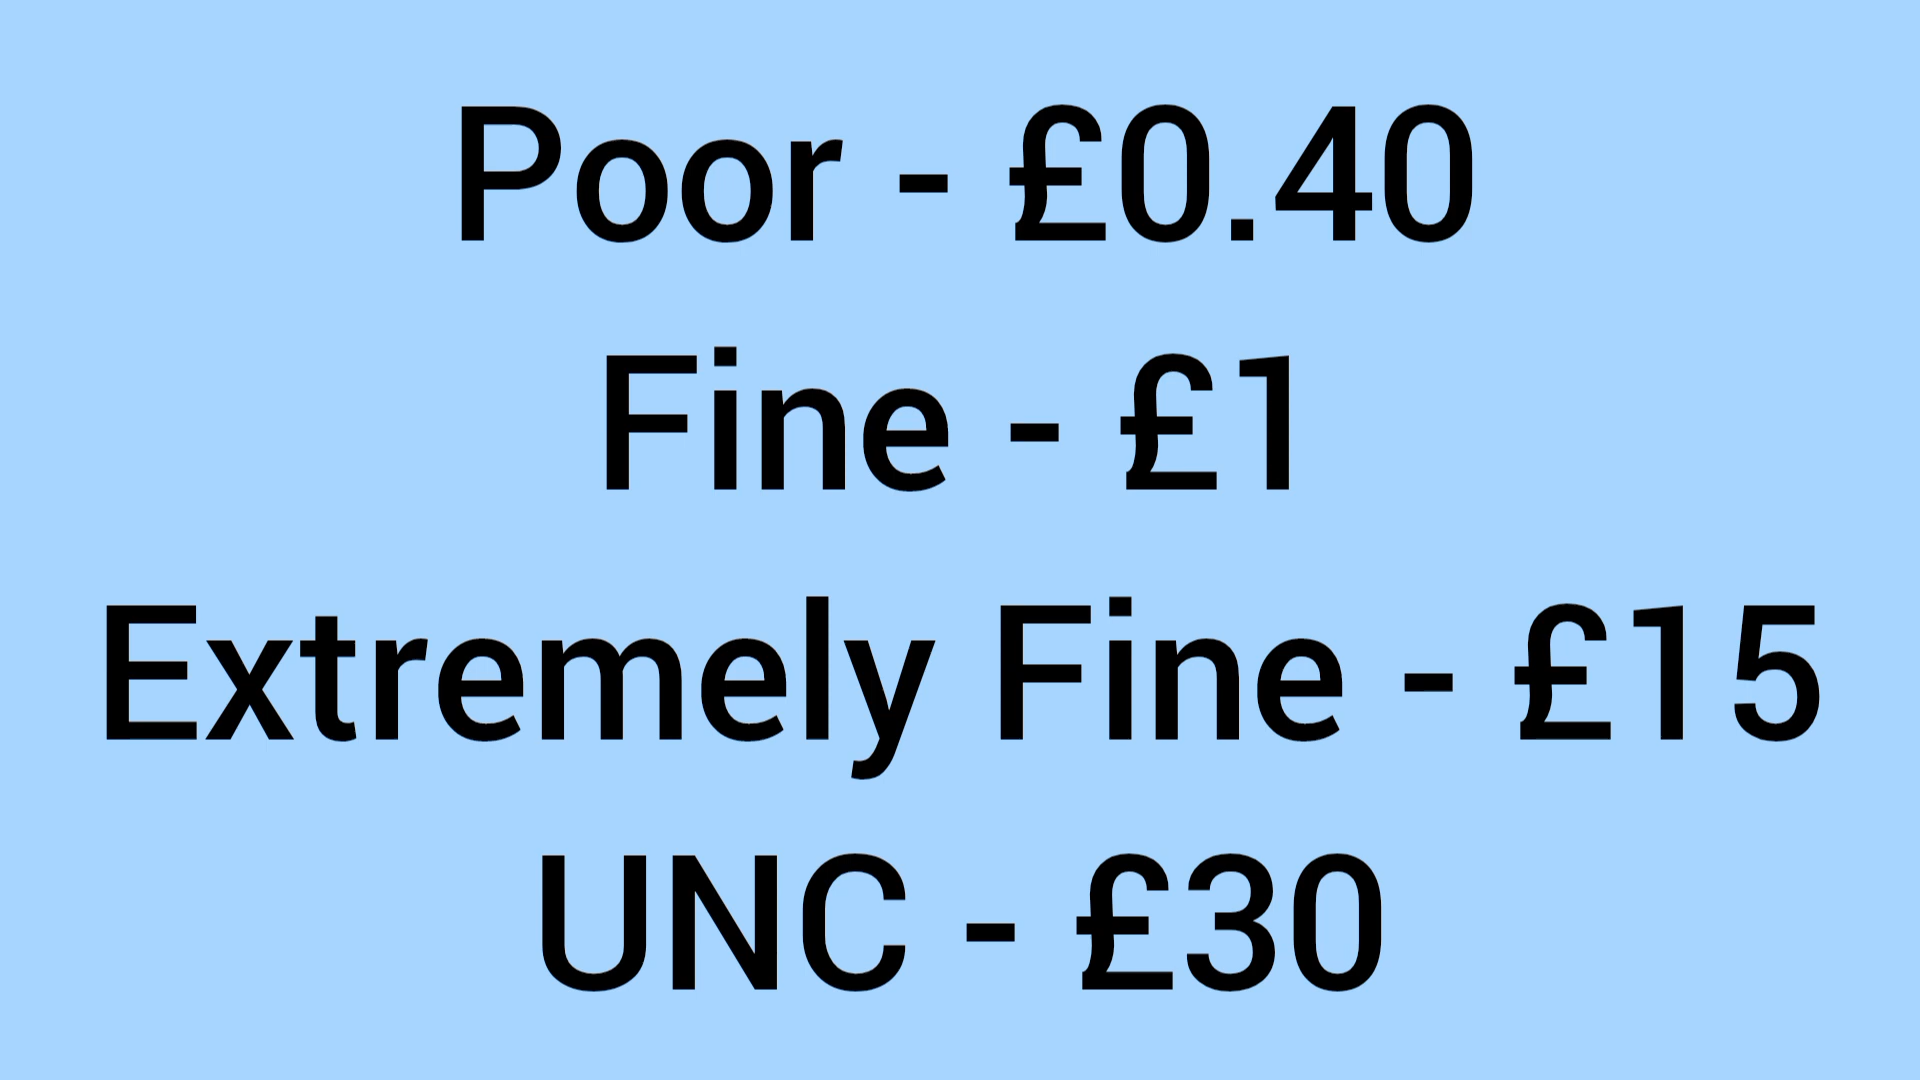 Poor - £0.40
Fine - £1
Extremely Fine - £15
UNC - £30